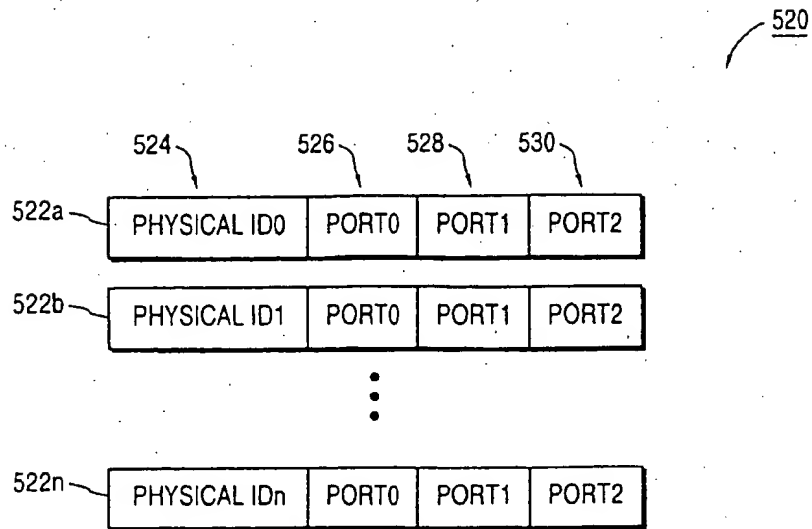 520
524 526 528 530
522a PHYSICAL ID0 PORT0 PORT1 PORT2
522b PHYSICAL ID1 PORT0 PORT1 PORT2
522n PHYSICAL IDn PORT0 PORT1 PORT2